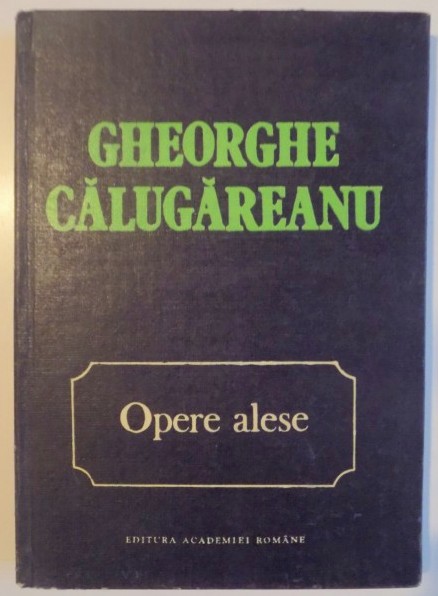 GHEORGHE
CĂLUGĂREANU
Opere alese
EDITURA ACADEMIEI ROMÂNE